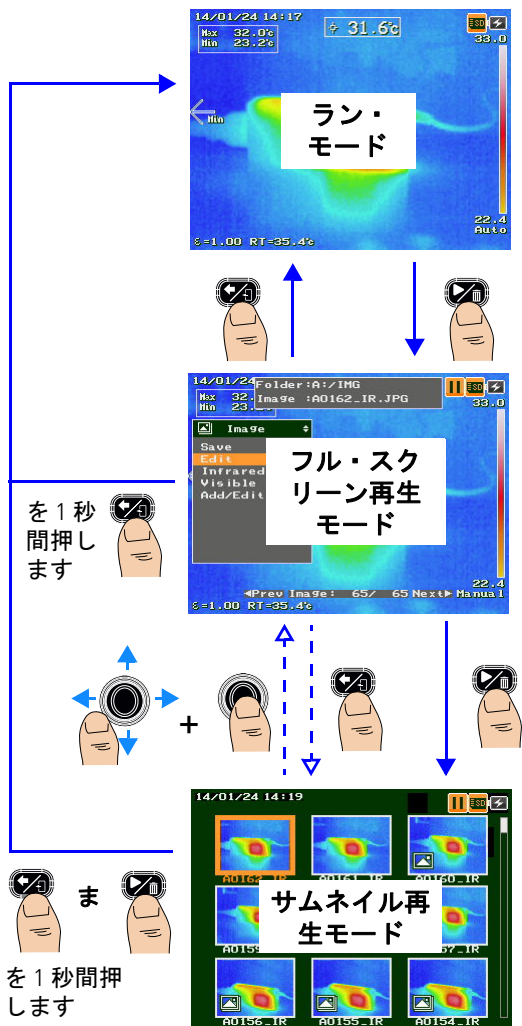 14/01/24 14:17
Max 32.0℃
Min 23.2℃
31.6℃
33.0
Min
ラン・
モード
22.4
Auto
ε=1.00 RT=35.4℃
14/01/24
Folder:A:/IMG
Image :A0162_IR.JPG
Max 32.
Min 23.
33.0
Image
Save
Edit
Infrared
Visible
Add/Edit
フル・スク
リーン再生
モード
22.4
◀Prev Image: 65/ 65 Next▶ Manual
ε=1.00 RT=35.4℃
を1秒
間押し
ます
+
14/01/24 14:19
A0162_IR A0161_IR A0160_IR
サムネイル再
生モード
A0159 57_IR
A0156_IR A0155_IR A0154_IR
ま
を1秒間押
します